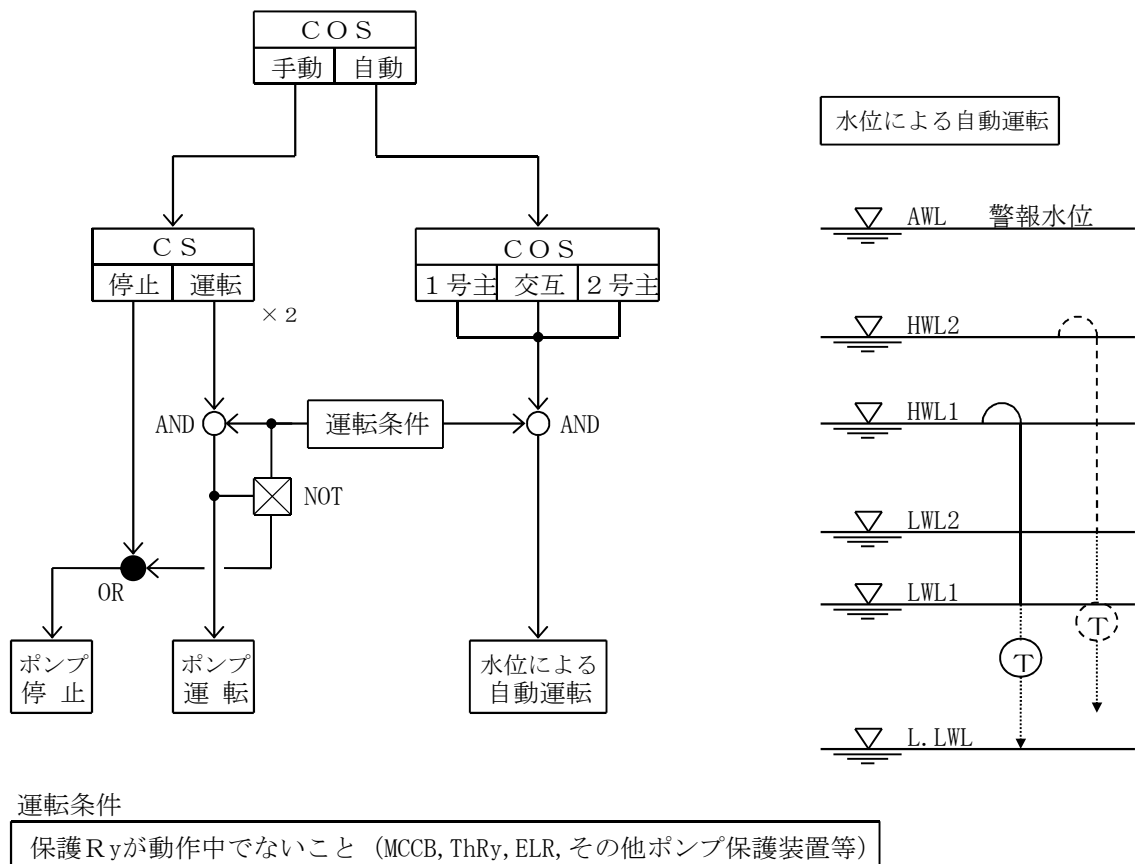 ＣＯＳ
手動 自動
水位による自動運転
AWL 警報水位
ＣＳ
停止 運転
×２
ＣＯＳ
１号主 交互 ２号主
HWL2
HWL1
AND
運転条件
AND
NOT
LWL2
OR
LWL1
T
T
ポンプ
停 止
ポンプ
運 転
水位による
自動運転
L.LWL
運転条件
保護Ｒyが動作中でないこと（MCCB,ThRy,ELR,その他ポンプ保護装置等）